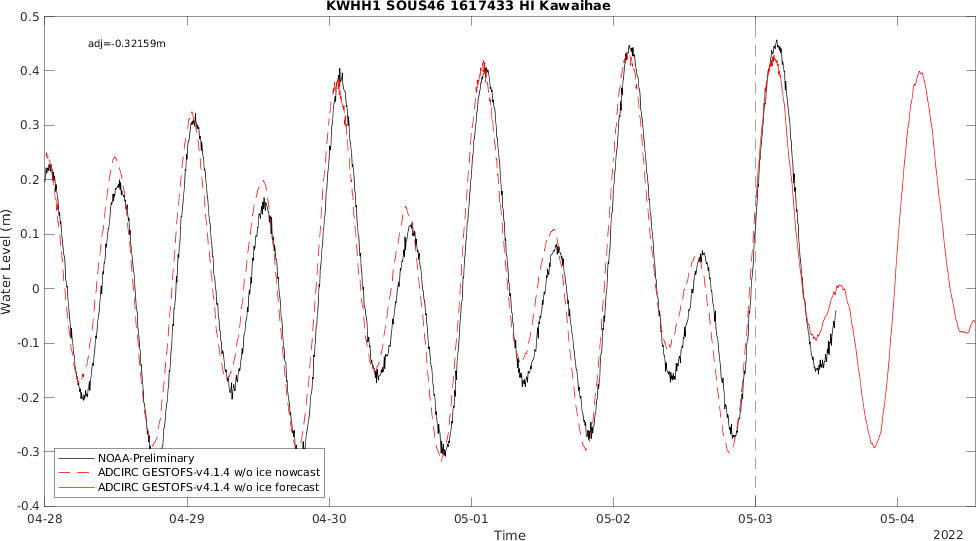 KWHH1 SOUS46 1617433 HI Kawaihae
adj=-0.32159m
Water Level (m)
0.5
0.4
0.3
0.2
0.1
0
-0.1
-0.2
-0.3
-0.4
NOAA-Preliminary
ADCIRC GESTOFS-v4.1.4 w/o ice nowcast
ADCIRC GESTOFS-v4.1.4 w/o ice forecast
04-28
04-29
04-30
05-01
05-02
05-03
05-04
Time
2022